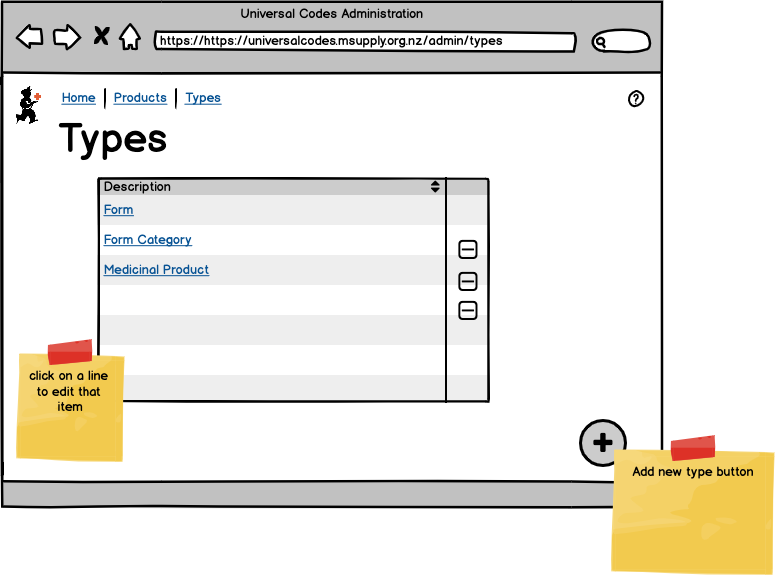 Universal Codes Administration
https://https://universalcodes.msupply.org.nz/admin/types
Home Products Types
Types
Description
Form
Form Category
Medicinal Product
click on a line
to edit that
item
Add new type button